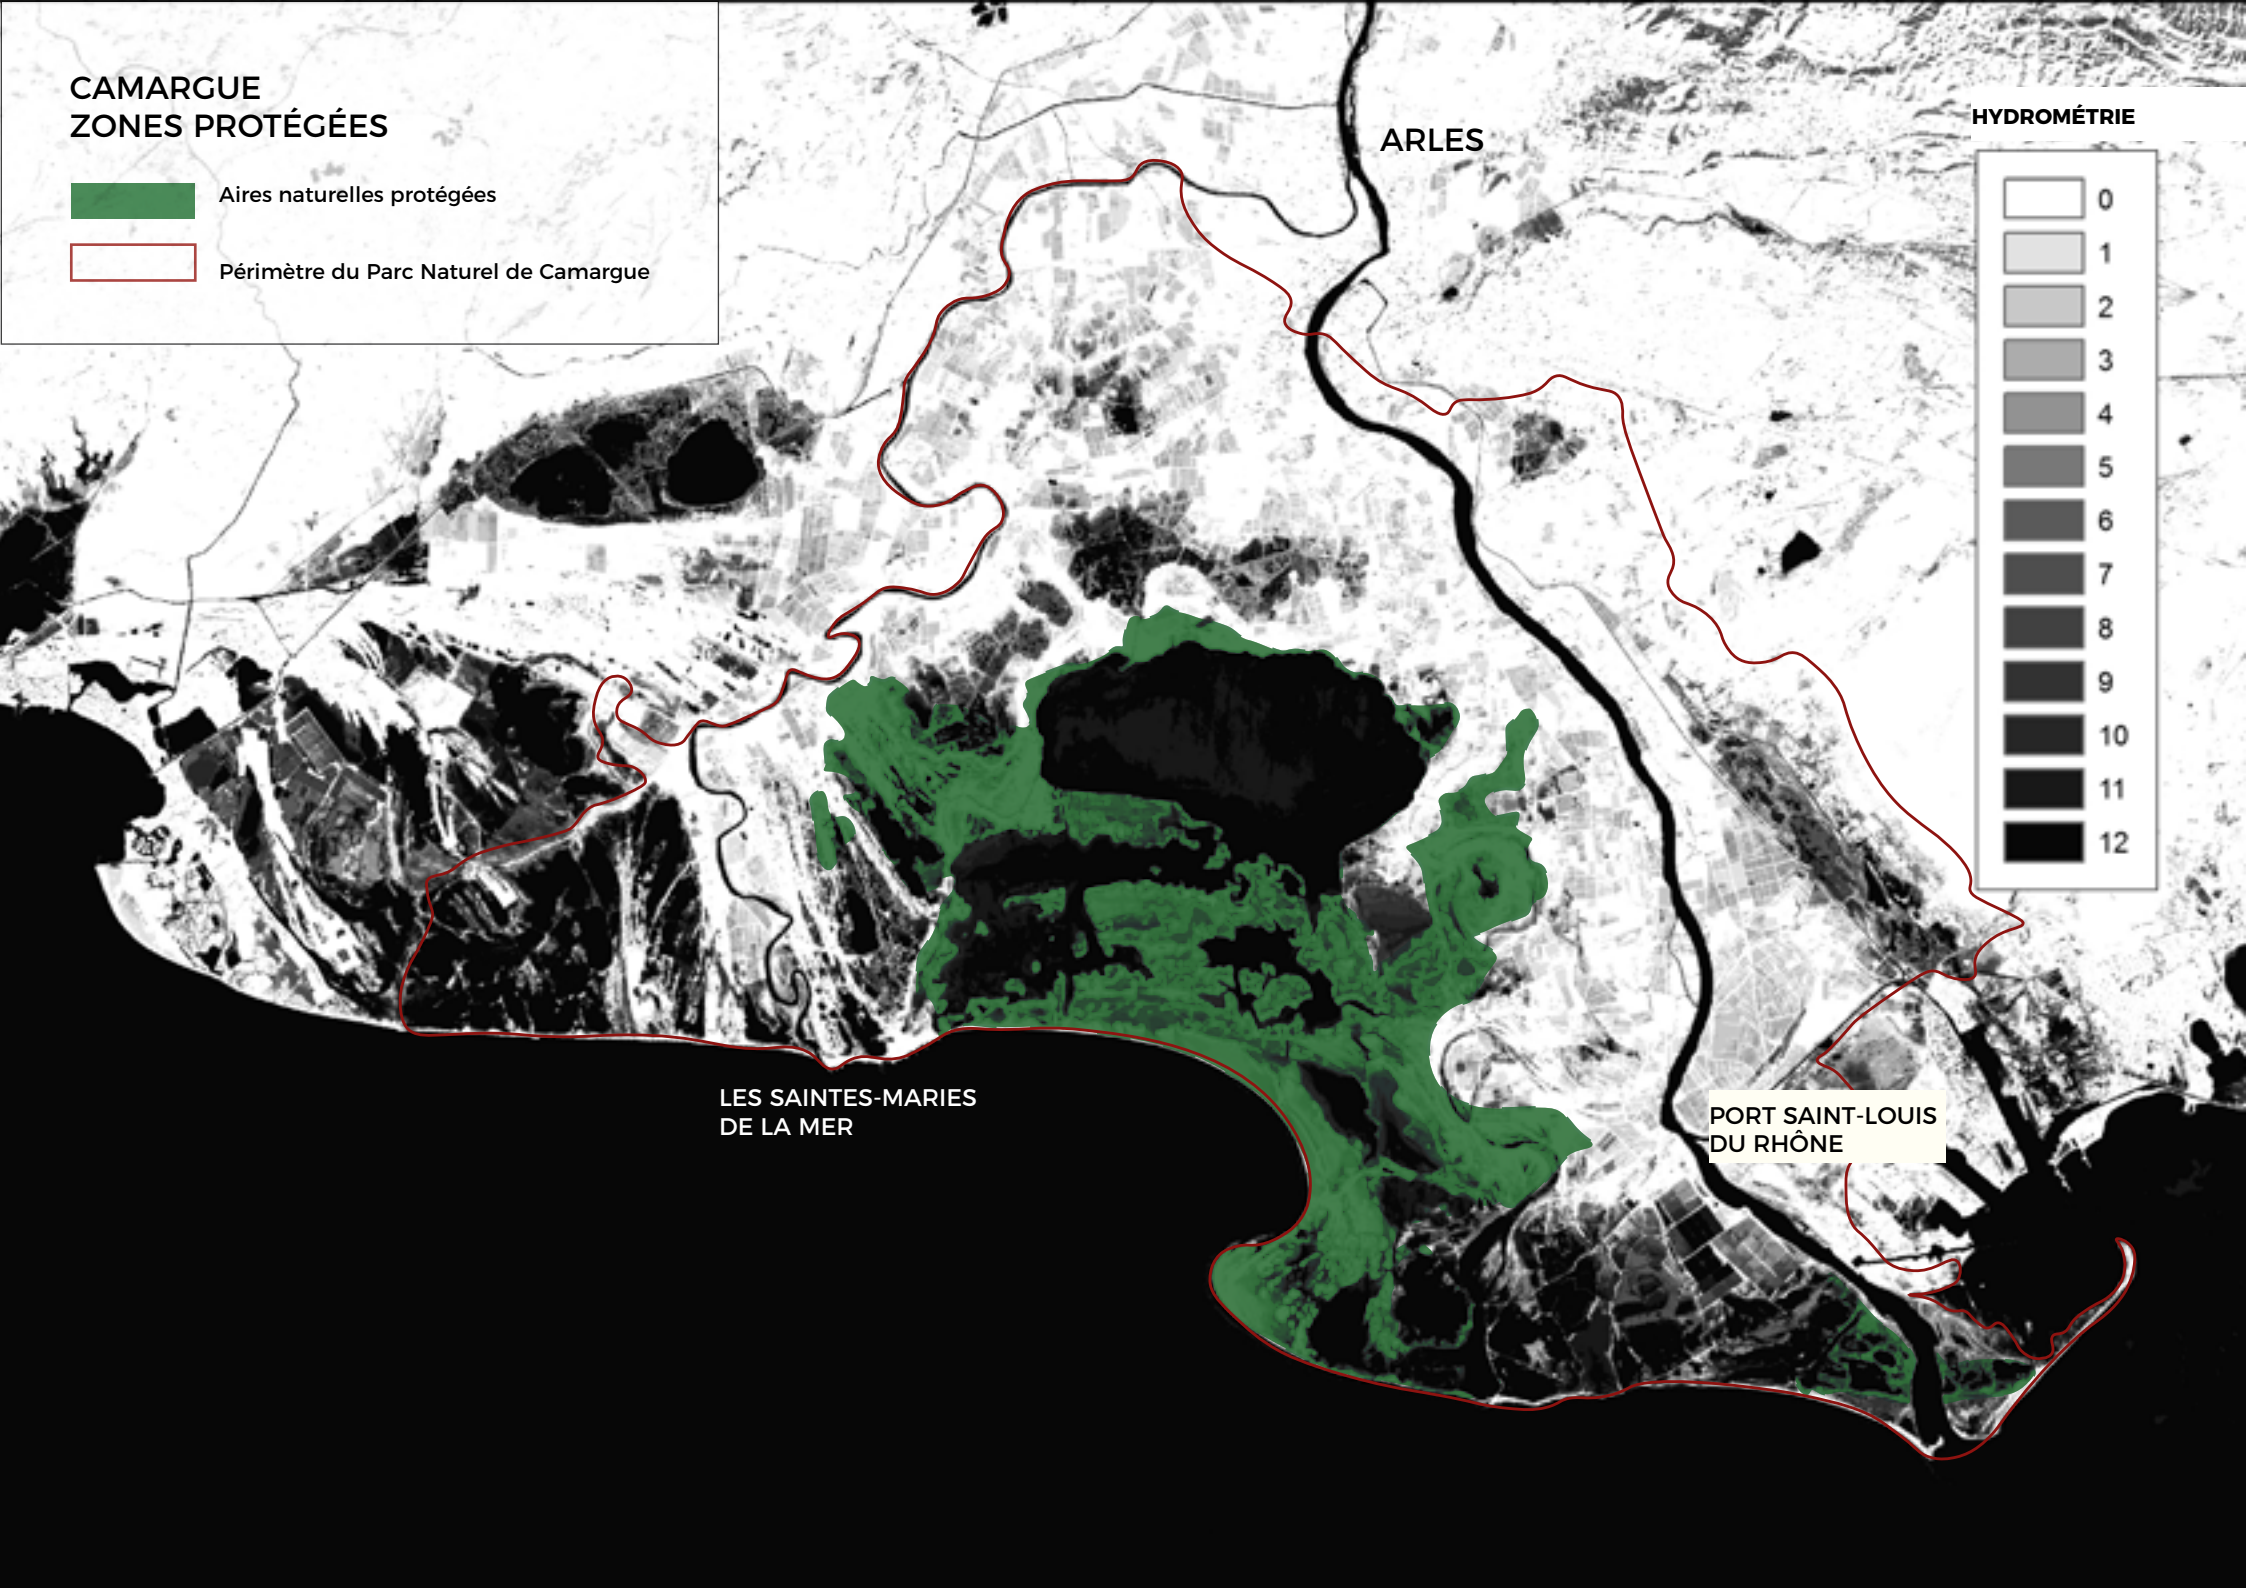 CAMARGUE
ZONES PROTÉGÉES
Aires naturelles protégées
Périmètre du Parc Naturel de Camargue
ARLES
HYDROMÉTRIE
0
1
2
3
4
5
6
7
8
9
10
11
12
LES SAINTES-MARIES
DE LA MER
PORT SAINT-LOUIS
DU RHÔNE